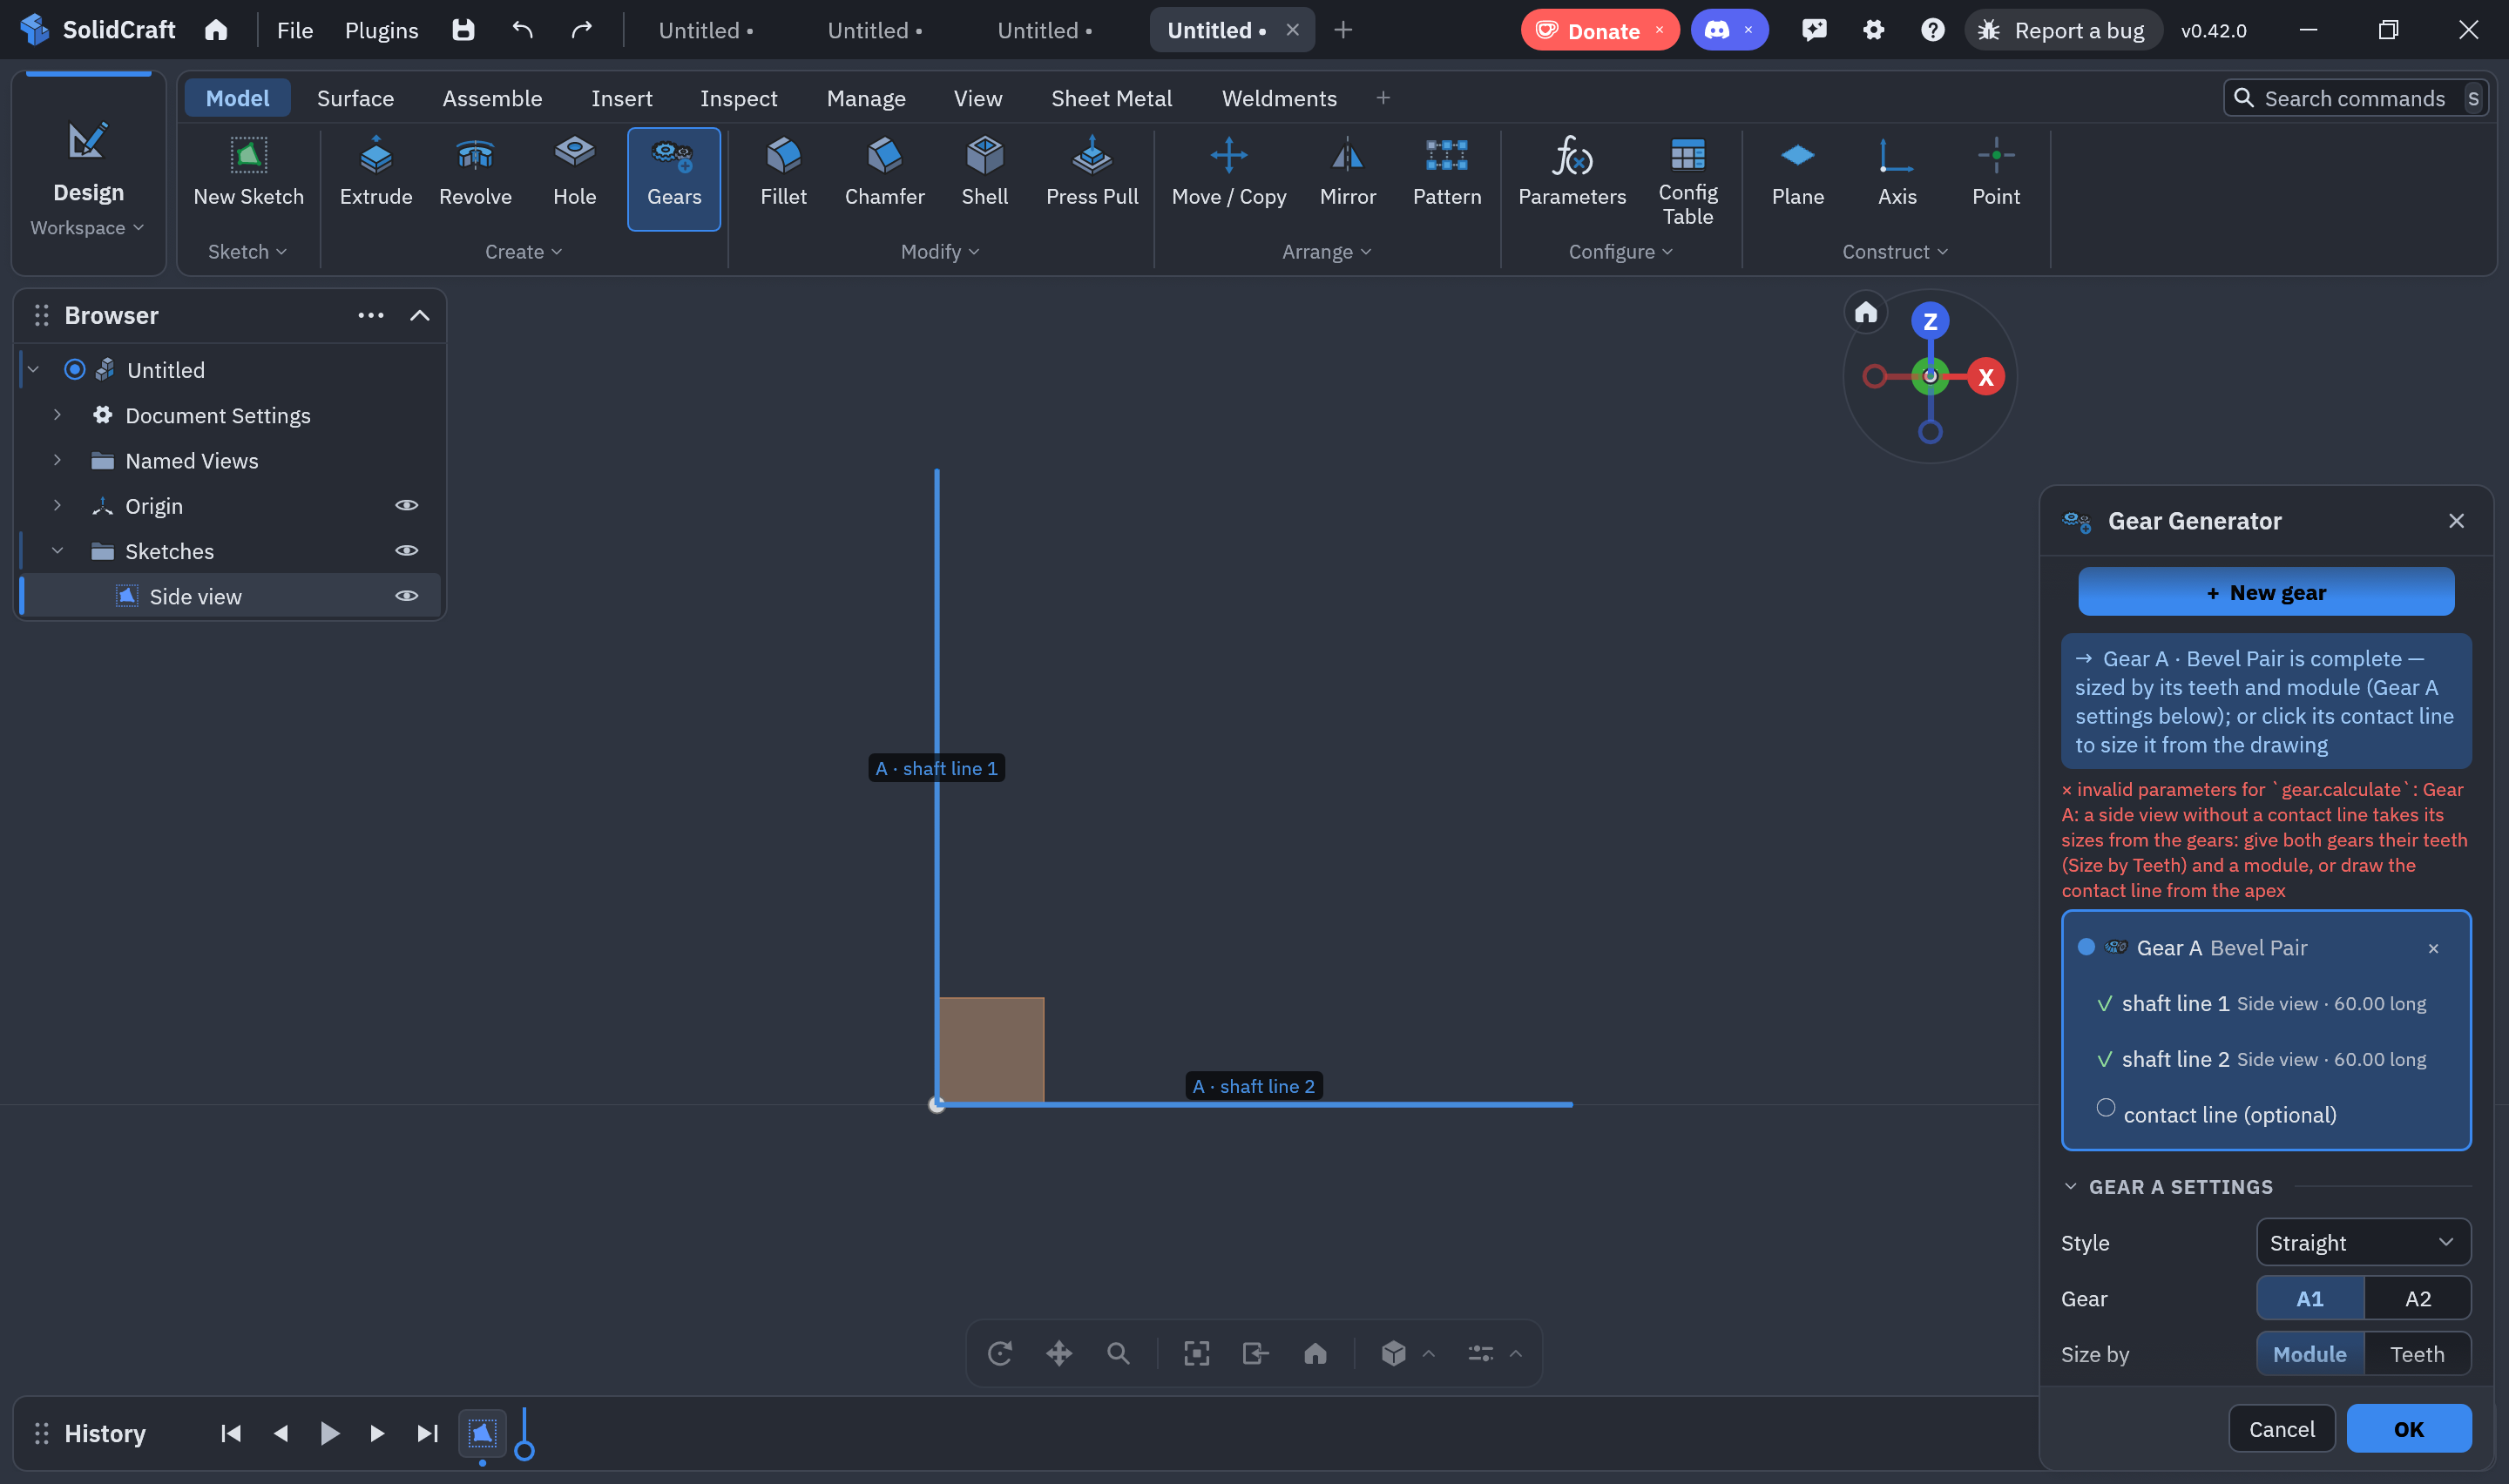 SolidCraft
File
Plugins
Untitled •
Untitled •
Untitled •
Untitled •
Donate ×
×
Report a bug
v0.42.0
Design
Workspace
Model
Surface
Assemble
Insert
Inspect
Manage
View
Sheet Metal
Weldments
Search commands
S
New Sketch
Extrude
Revolve
Hole
Gears
Fillet
Chamfer
Shell
Press Pull
Move / Copy
Mirror
Pattern
Parameters
Config
Table
Plane
Axis
Point
Sketch
Create
Modify
Arrange
Configure
Construct
Browser
Untitled
Document Settings
Named Views
Origin
Sketches
Side view
Z
X
A · shaft line 1
A · shaft line 2
Gear Generator
+ New gear
→ Gear A · Bevel Pair is complete —
sized by its teeth and module (Gear A
settings below); or click its contact line
to size it from the drawing
× invalid parameters for `gear.calculate`: Gear
A: a side view without a contact line takes its
sizes from the gears: give both gears their teeth
(Size by Teeth) and a module, or draw the
contact line from the apex
Gear A Bevel Pair ×
✓ shaft line 1 Side view · 60.00 long
✓ shaft line 2 Side view · 60.00 long
contact line (optional)
GEAR A SETTINGS
Style
Straight
Gear
A1
A2
Size by
Module
Teeth
Cancel
OK
History